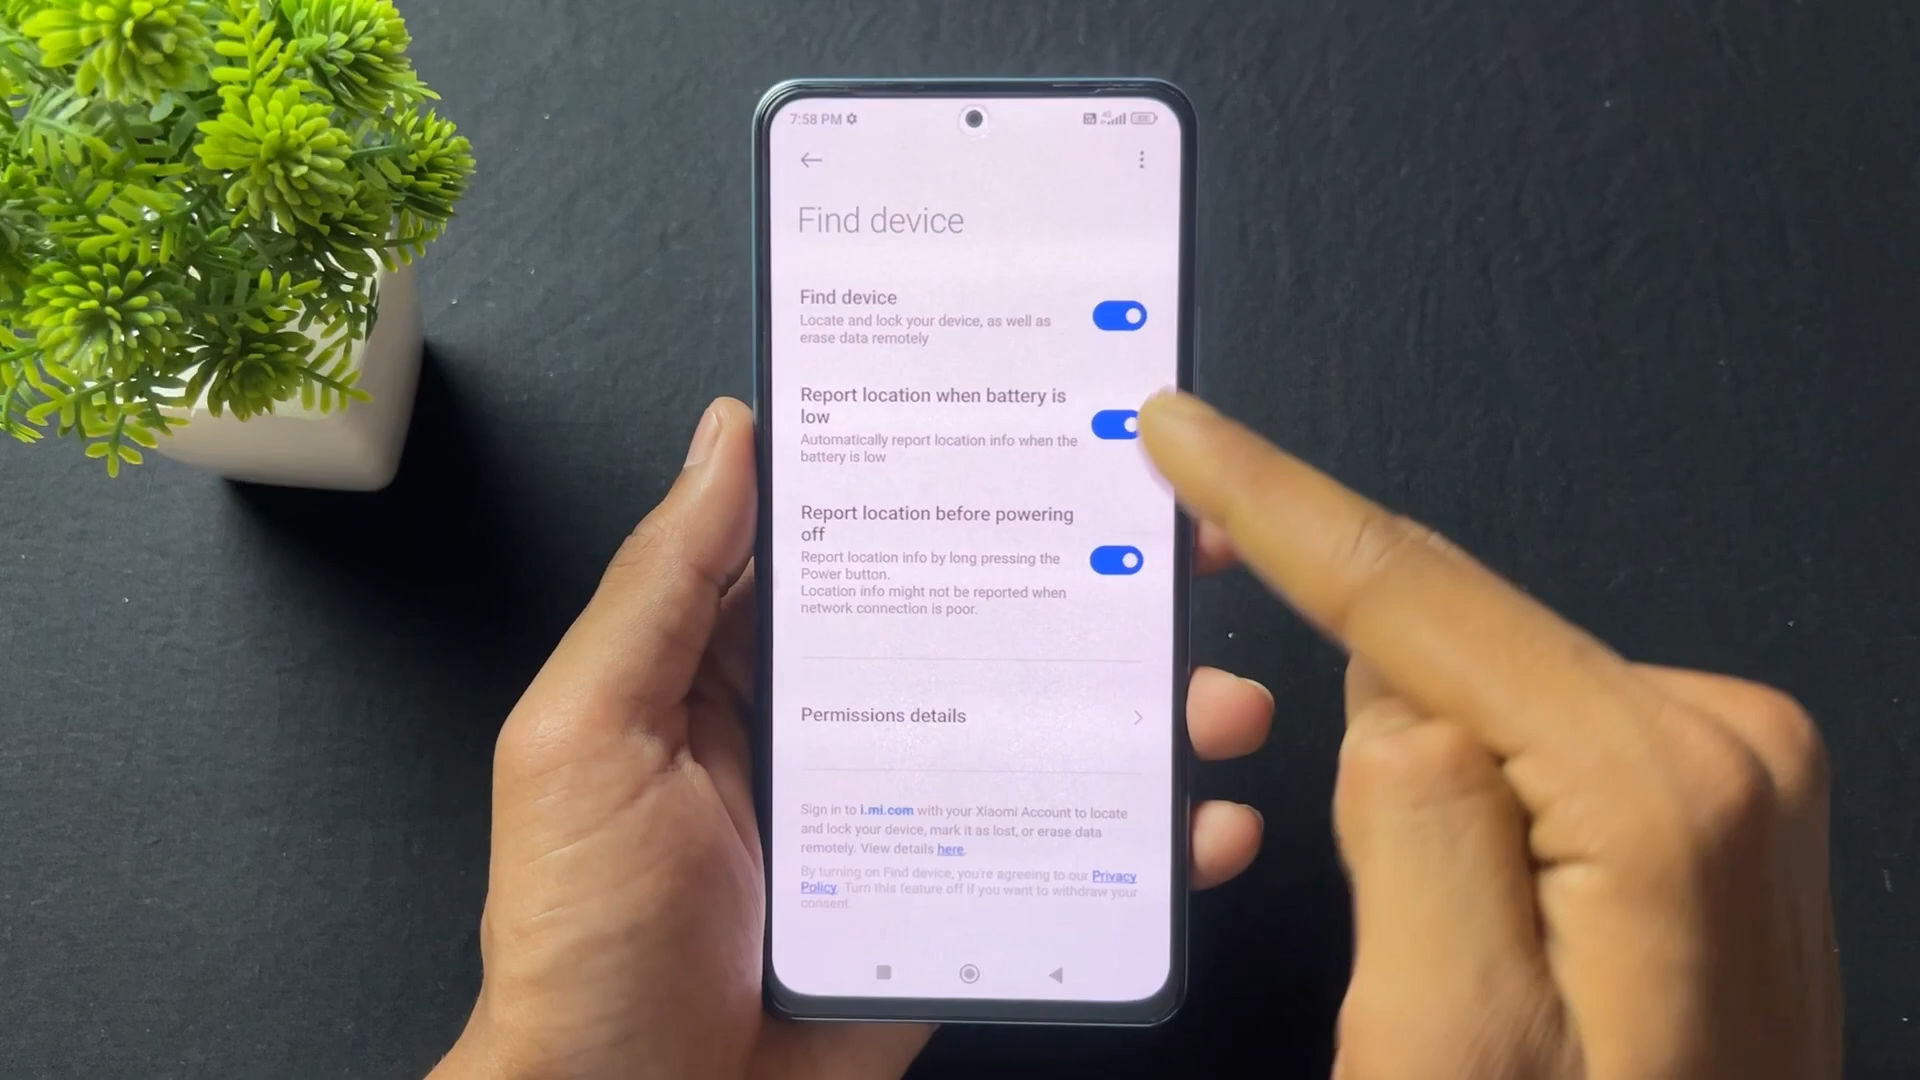 7:58 PM
Find device
Find device
Locate and lock your device, as well as
erase data remotely
Report location when battery is
low
Automatically report location info when the
battery is low
Report location before powering
off
Report location info by long pressing the
Power button.
Location info might not be reported when
network connection is poor.
Permissions details
Sign in to i.mi.com with your Xiaomi Account to locate
and lock your device, mark it as lost, or erase data
remotely. View details here.
By turning on Find device, you're agreeing to our Privacy
Policy. Turn this feature off if you want to withdraw your
consent.